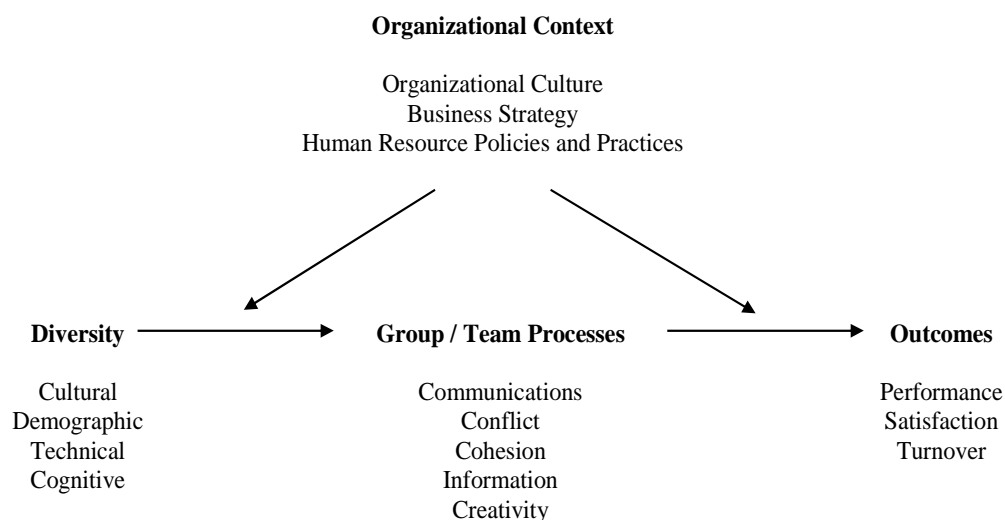 Organizational Context
Organizational Culture
Business Strategy
Human Resource Policies and Practices
Diversity
Cultural
Demographic
Technical
Cognitive
Group / Team Processes
Communications
Conflict
Cohesion
Information
Creativity
Outcomes
Performance
Satisfaction
Turnover